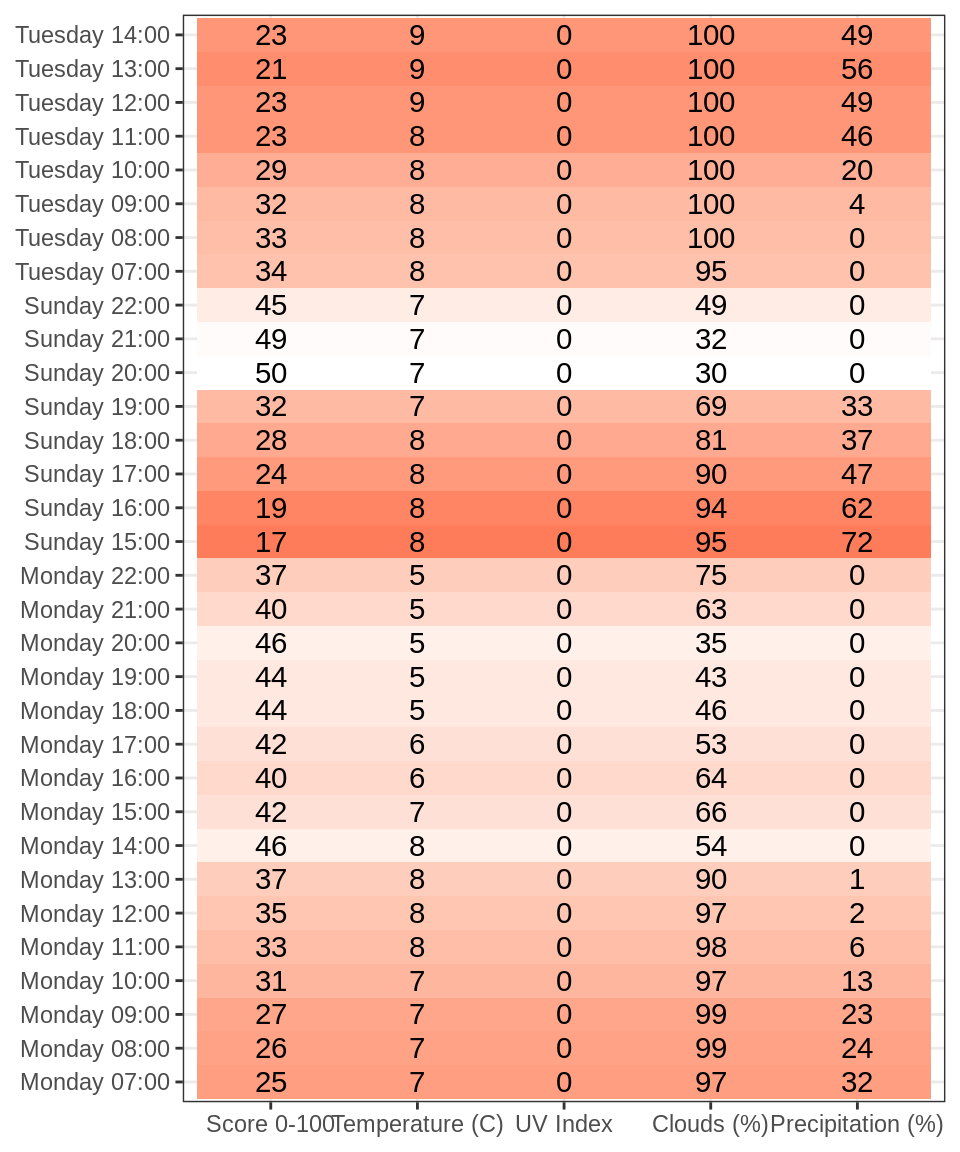 Tuesday 14:00 23 9 0 100 49
Tuesday 13:00 21 9 0 100 56
Tuesday 12:00 23 9 0 100 49
Tuesday 11:00 23 8 0 100 46
Tuesday 10:00 29 8 0 100 20
Tuesday 09:00 32 8 0 100 4
Tuesday 08:00 33 8 0 100 0
Tuesday 07:00 34 8 0 95 0
Sunday 22:00 45 7 0 49 0
Sunday 21:00 49 7 0 32 0
Sunday 20:00 50 7 0 30 0
Sunday 19:00 32 7 0 69 33
Sunday 18:00 28 8 0 81 37
Sunday 17:00 24 8 0 90 47
Sunday 16:00 19 8 0 94 62
Sunday 15:00 17 8 0 95 72
Monday 22:00 37 5 0 75 0
Monday 21:00 40 5 0 63 0
Monday 20:00 46 5 0 35 0
Monday 19:00 44 5 0 43 0
Monday 18:00 44 5 0 46 0
Monday 17:00 42 6 0 53 0
Monday 16:00 40 6 0 64 0
Monday 15:00 42 7 0 66 0
Monday 14:00 46 8 0 54 0
Monday 13:00 37 8 0 90 1
Monday 12:00 35 8 0 97 2
Monday 11:00 33 8 0 98 6
Monday 10:00 31 7 0 97 13
Monday 09:00 27 7 0 99 23
Monday 08:00 26 7 0 99 24
Monday 07:00 25 7 0 97 32
Score 0-100 Temperature (C) UV Index Clouds (%) Precipitation (%)